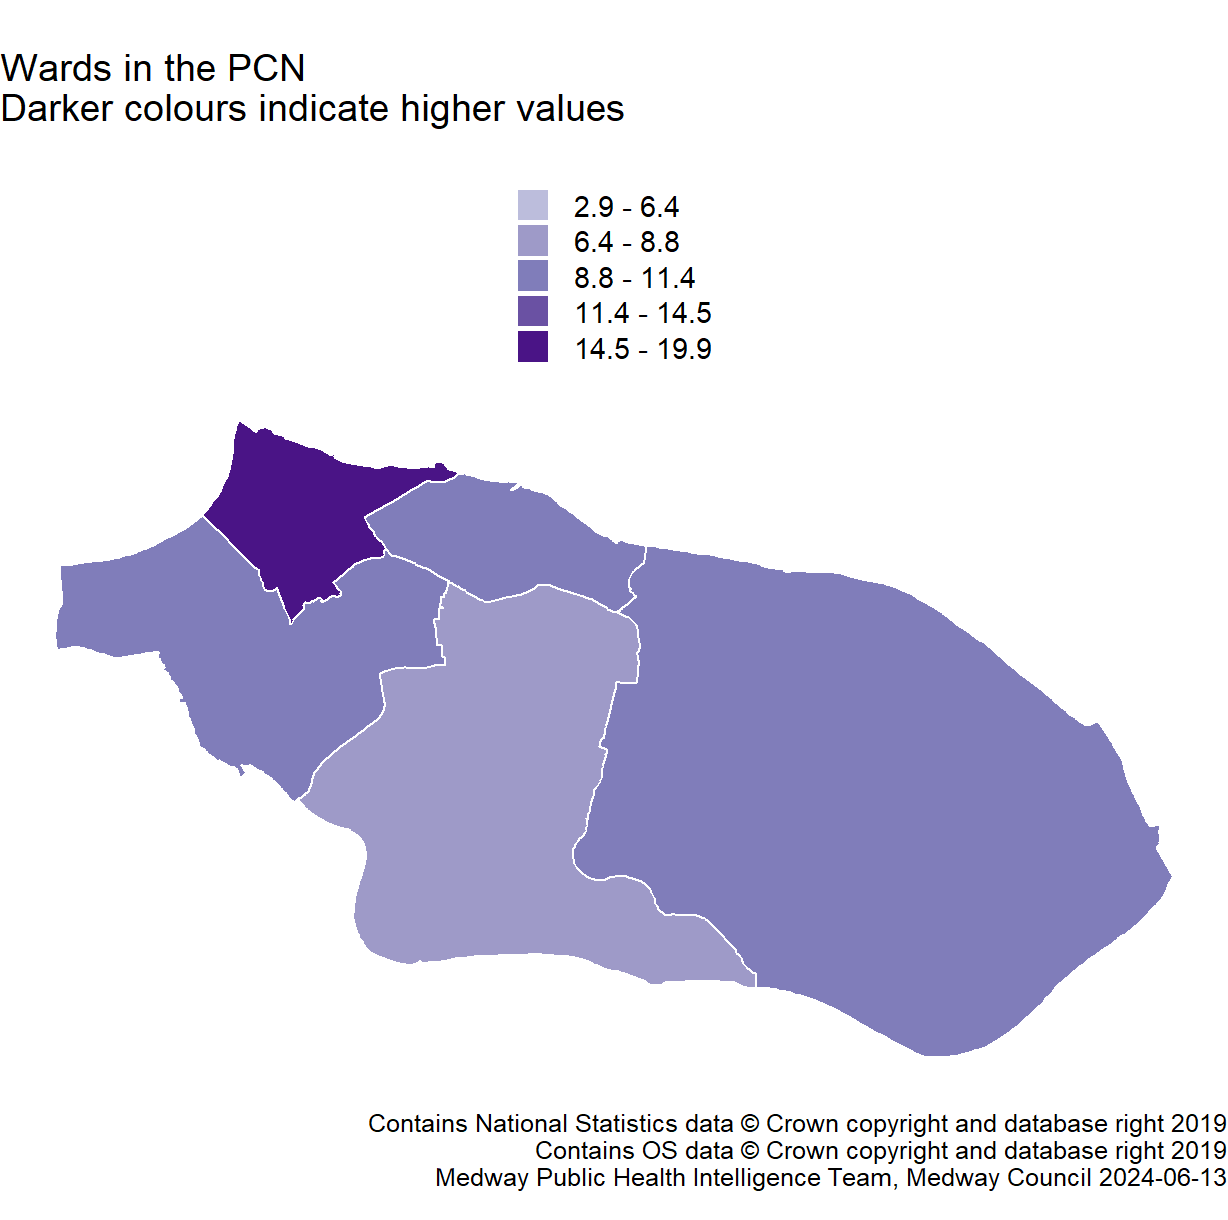 Wards in the PCN
Darker colours indicate higher values
2.9 - 6.4
6.4 - 8.8
8.8 - 11.4
11.4 - 14.5
14.5 - 19.9
Contains National Statistics data © Crown copyright and database right 2019
Contains OS data © Crown copyright and database right 2019
Medway Public Health Intelligence Team, Medway Council 2024-06-13